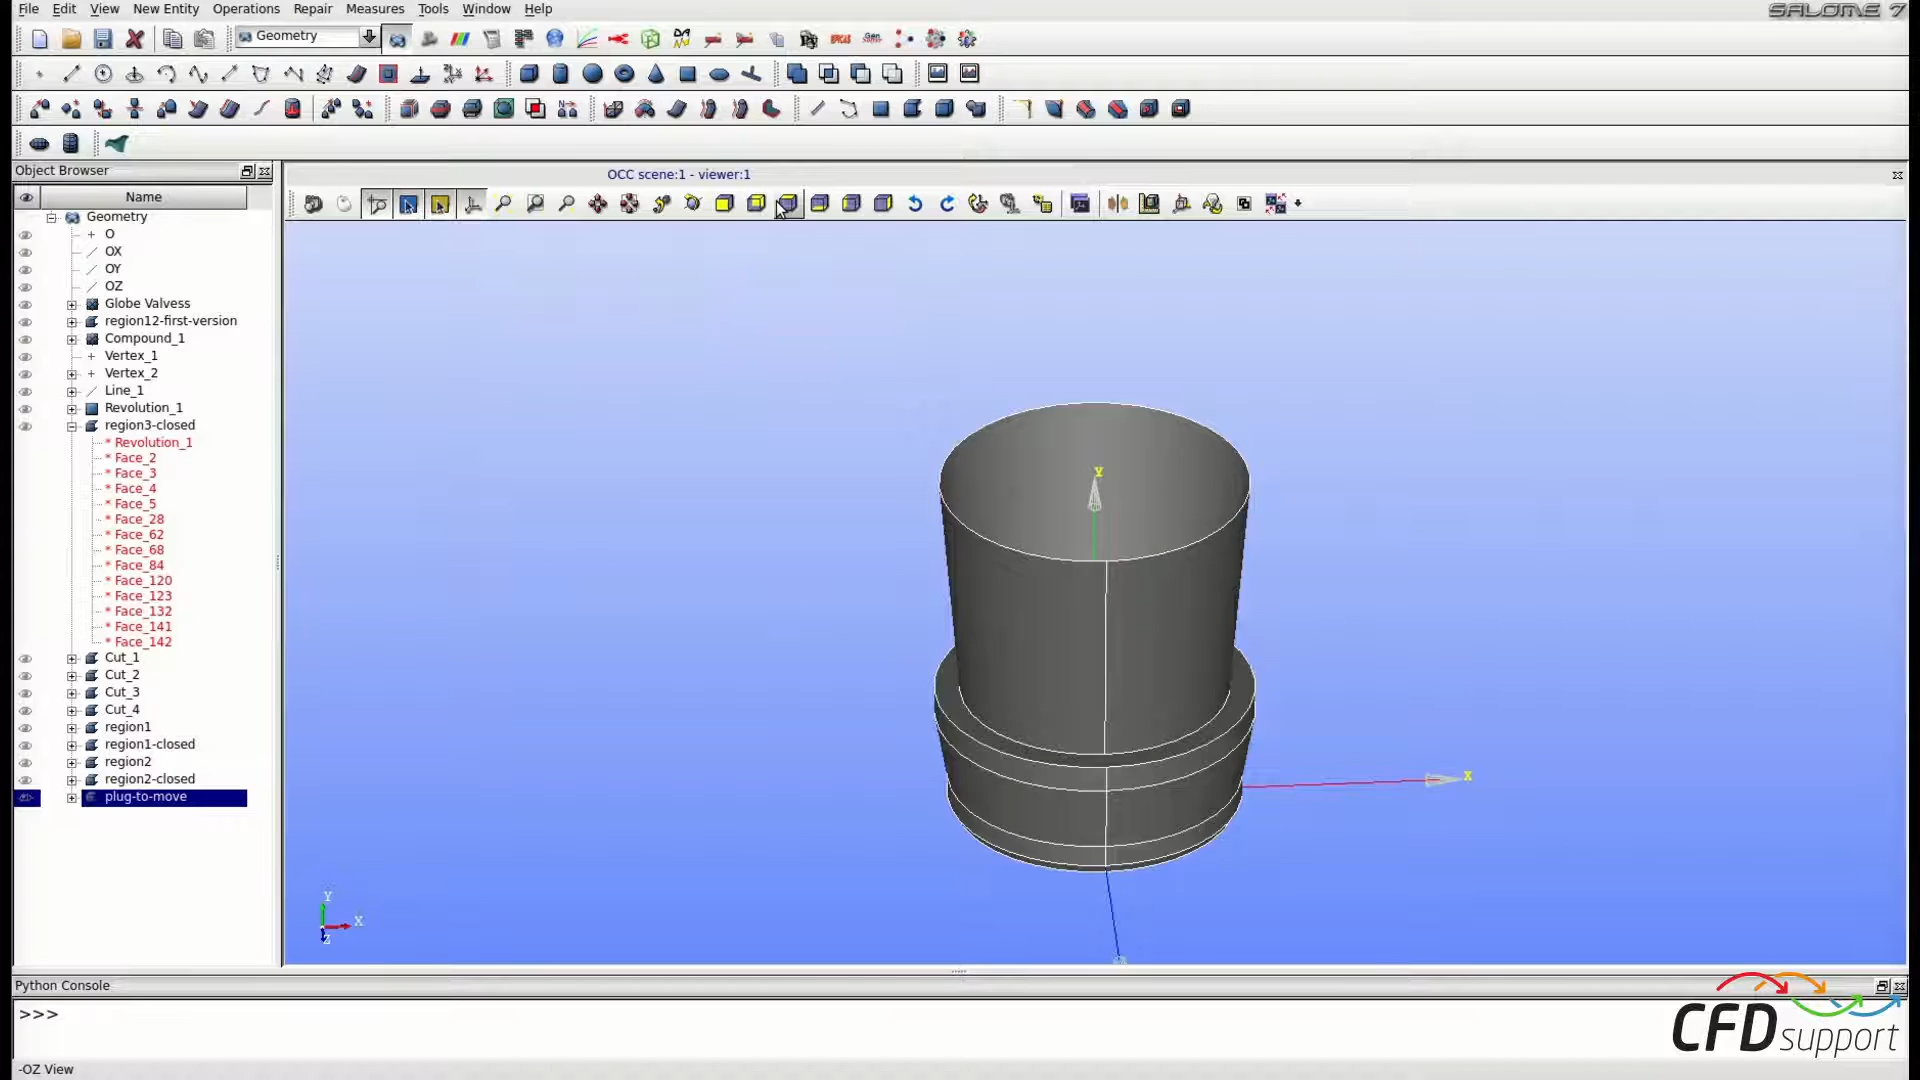 File Edit View New Entity Operations Repair Measures Tools Window Help
SALOME 7
Geometry
Object Browser
OCC scene:1 - viewer:1
Name
Geometry
O
OX
OY
OZ
Globe Valvess
region12-first-version
Compound_1
Vertex_1
Vertex_2
Line_1
Revolution_1
region3-closed
* Revolution_1
* Face_2
* Face_3
* Face_4
* Face_5
* Face_28
* Face_62
* Face_68
* Face_84
* Face_120
* Face_123
* Face_132
* Face_141
* Face_142
Cut_1
Cut_2
Cut_3
Cut_4
region1
region1-closed
region2
region2-closed
plug-to-move
Y
X
Y
X
Z
Python Console
>>>
CFD support
-OZ View